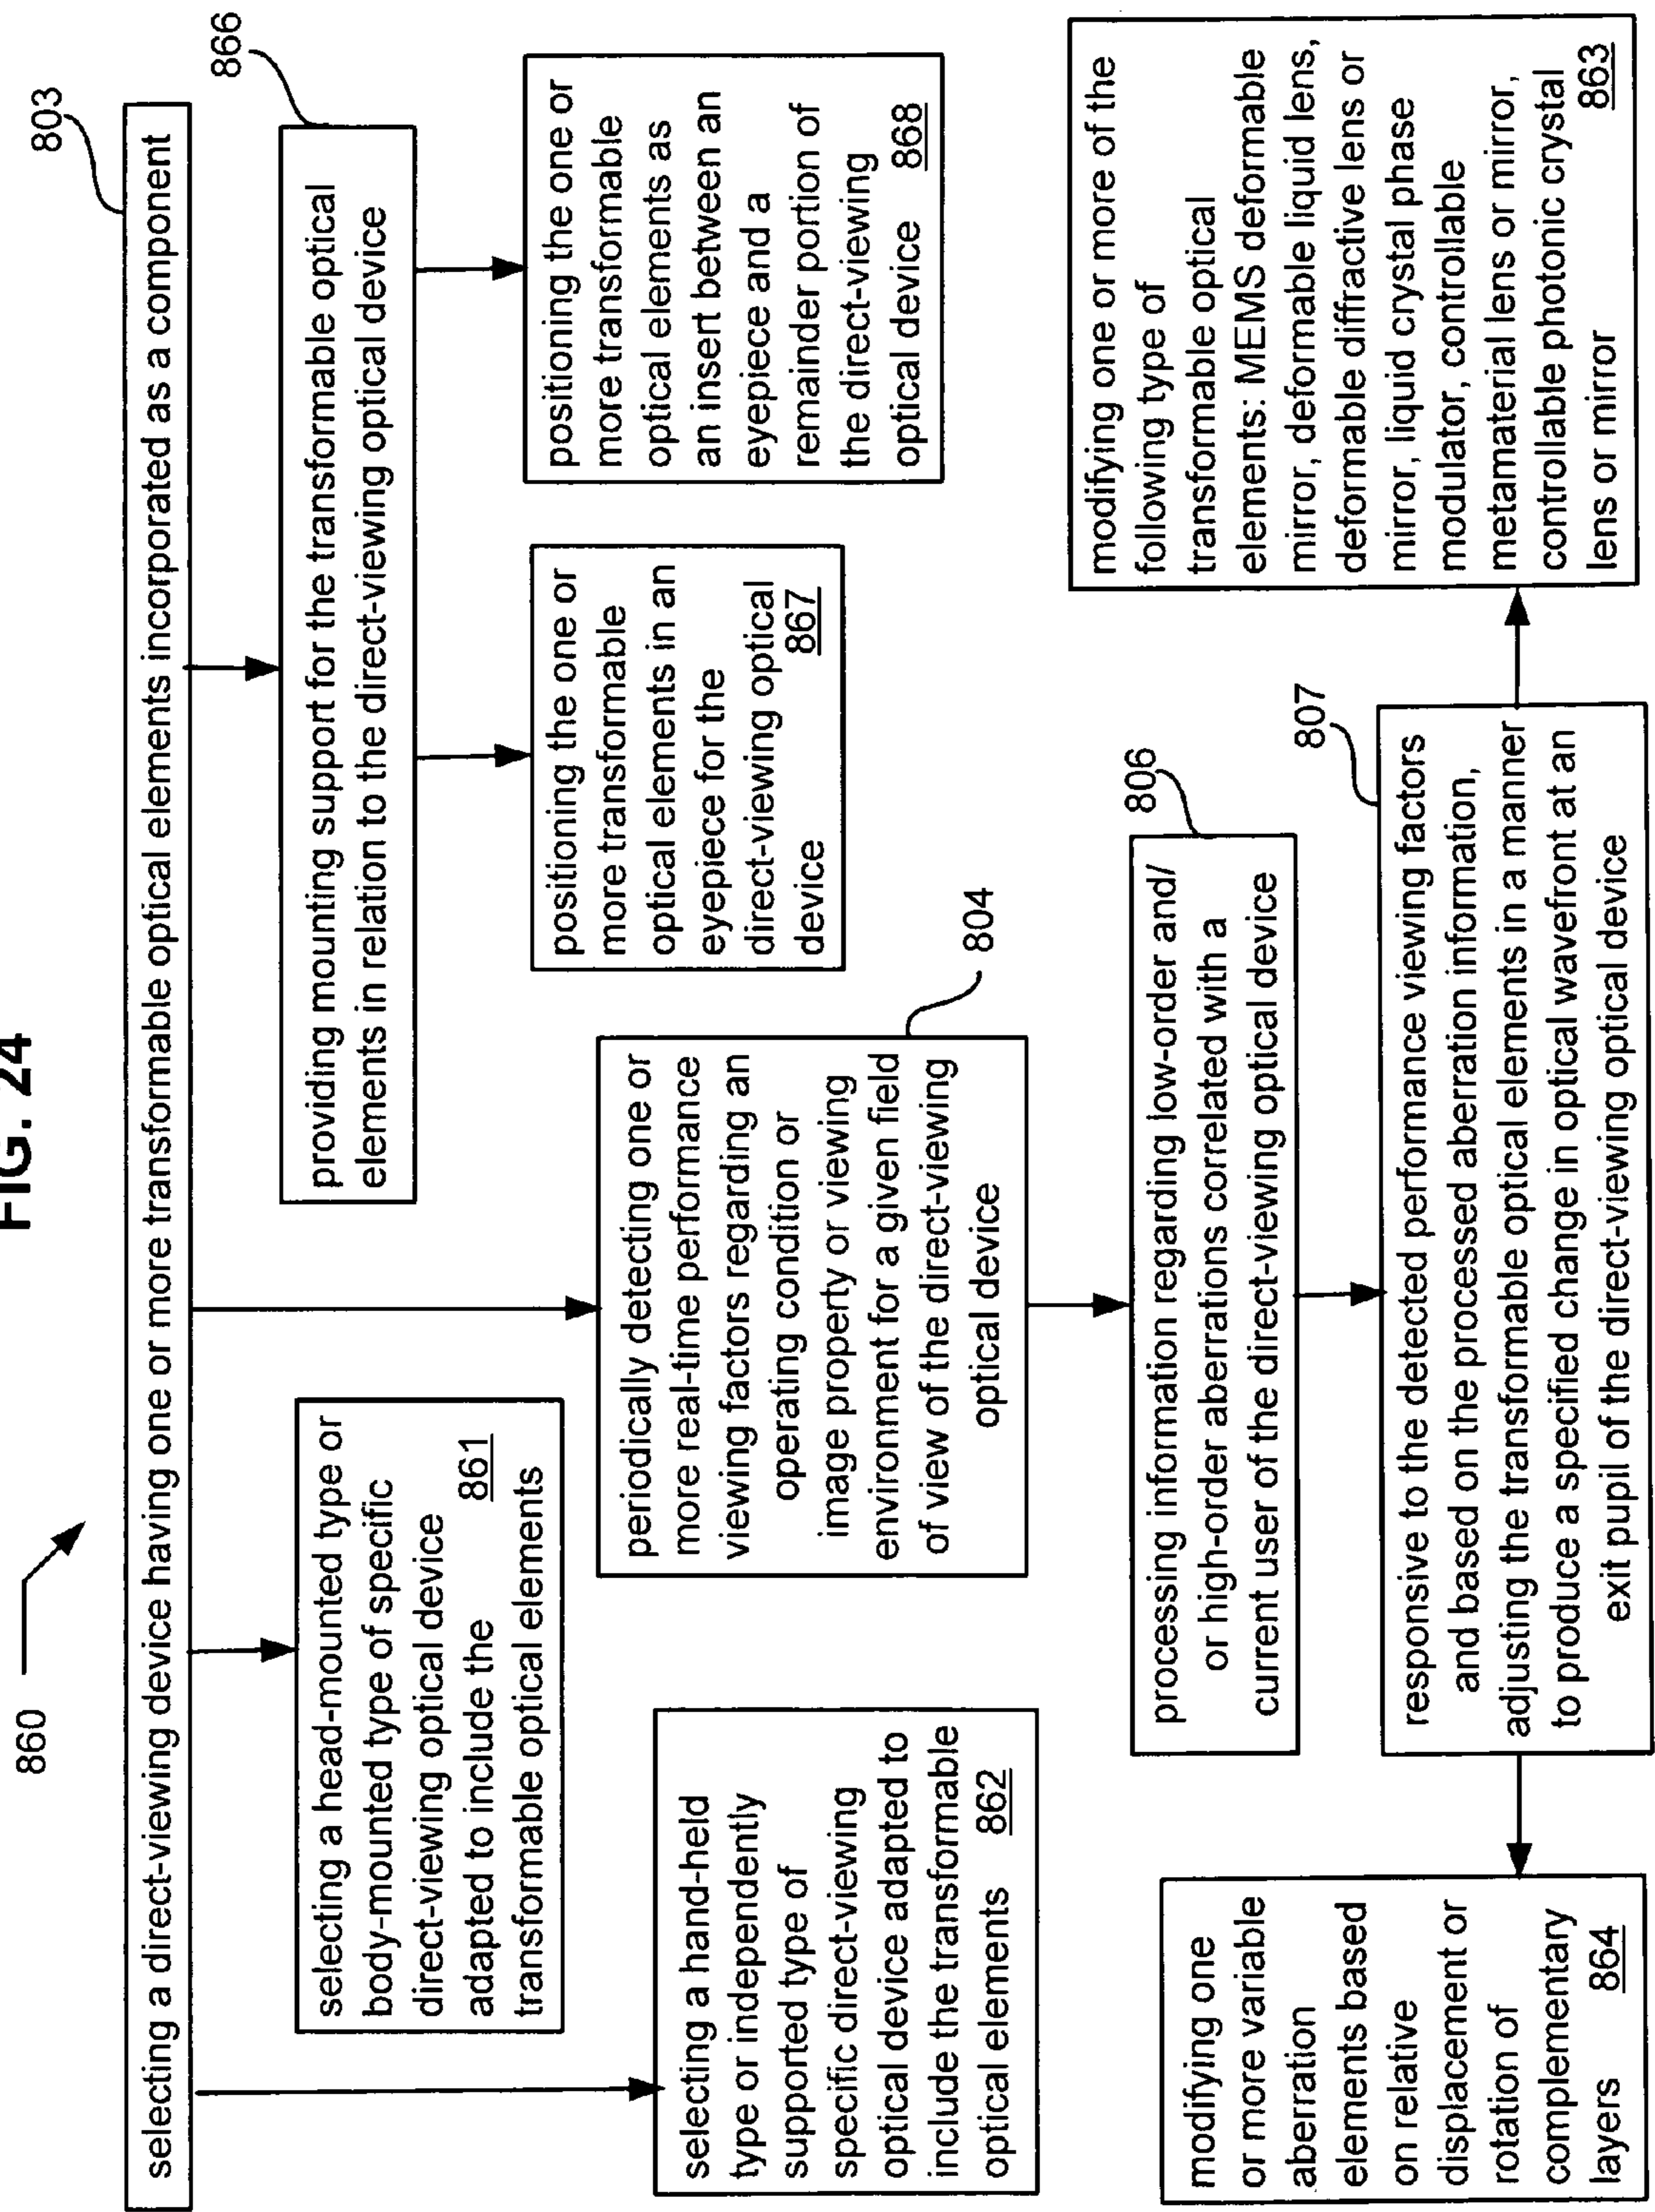 FIG. 24
860
803
selecting a direct-viewing device having one or more transformable optical elements incorporated as a component
866
providing mounting support for the transformable optical
elements in relation to the direct-viewing optical device
selecting a head-mounted type or
body-mounted type of specific
direct-viewing optical device
adapted to include the 861
transformable optical elements
selecting a hand-held
type or independently
supported type of
specific direct-viewing
optical device adapted to
include the transformable
optical elements 862
periodically detecting one or
more real-time performance
viewing factors regarding an
operating condition or
image property or viewing
environment for a given field
of view of the direct-viewing
optical device
804
positioning the one or
more transformable
optical elements in an
eyepiece for the
direct-viewing optical
device 867
positioning the one or
more transformable
optical elements as
an insert between an
eyepiece and a
remainder portion of
the direct-viewing
optical device 868
processing information regarding low-order and/
or high-order aberrations correlated with a
current user of the direct-viewing optical device
806
responsive to the detected performance viewing factors
and based on the processed aberration information,
adjusting the transformable optical elements in a manner
to produce a specified change in optical wavefront at an
exit pupil of the direct-viewing optical device
807
modifying one
or more variable
aberration
elements based
on relative
displacement or
rotation of
complementary
layers 864
modifying one or more of the
following type of
transformable optical
elements: MEMS deformable
mirror, deformable liquid lens,
deformable diffractive lens or
mirror, liquid crystal phase
modulator, controllable
metamaterial lens or mirror,
controllable photonic crystal
lens or mirror 863